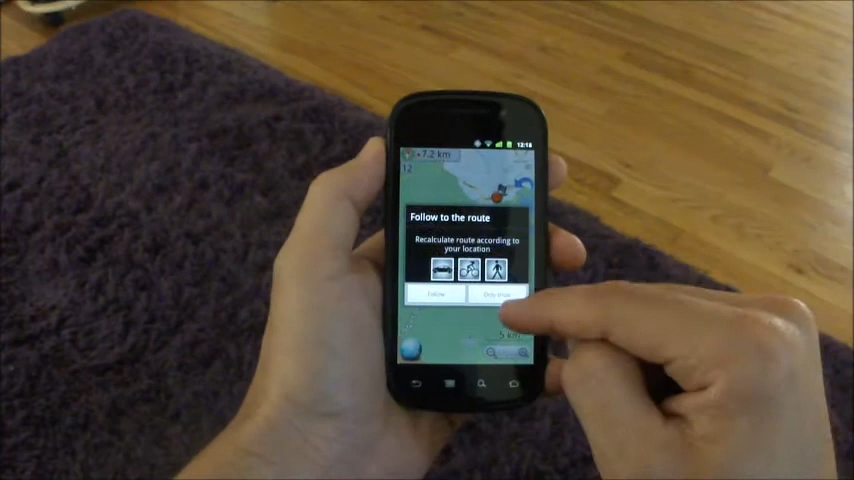 12:18
7.2 km
12
Follow to the route
Recalculate route according to
your location
Follow
Only show
5 km